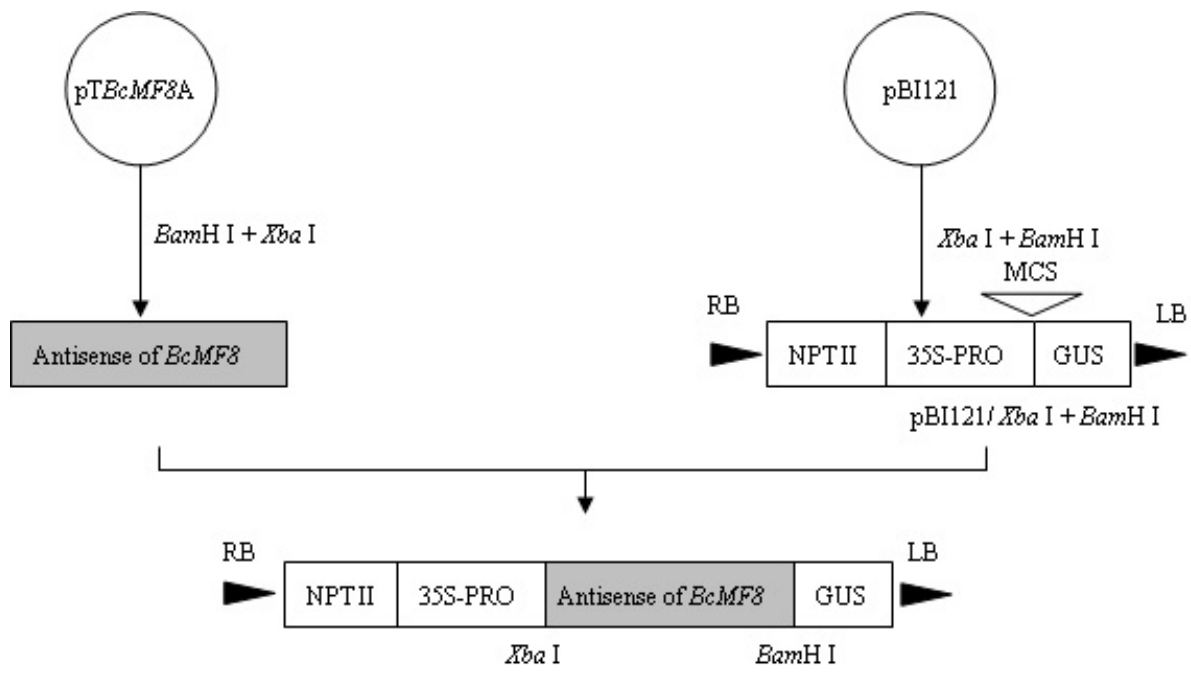 pTBcMF8A
pBI121
BamH I + Xba I
Xba I + BamH I
MCS
RB
LB
Antisense of BcMF8
NPTII
35S-PRO
GUS
pBI121/ Xba I + BamH I
RB
LB
NPTII
35S-PRO
Antisense of BcMF8
GUS
Xba I
BamH I